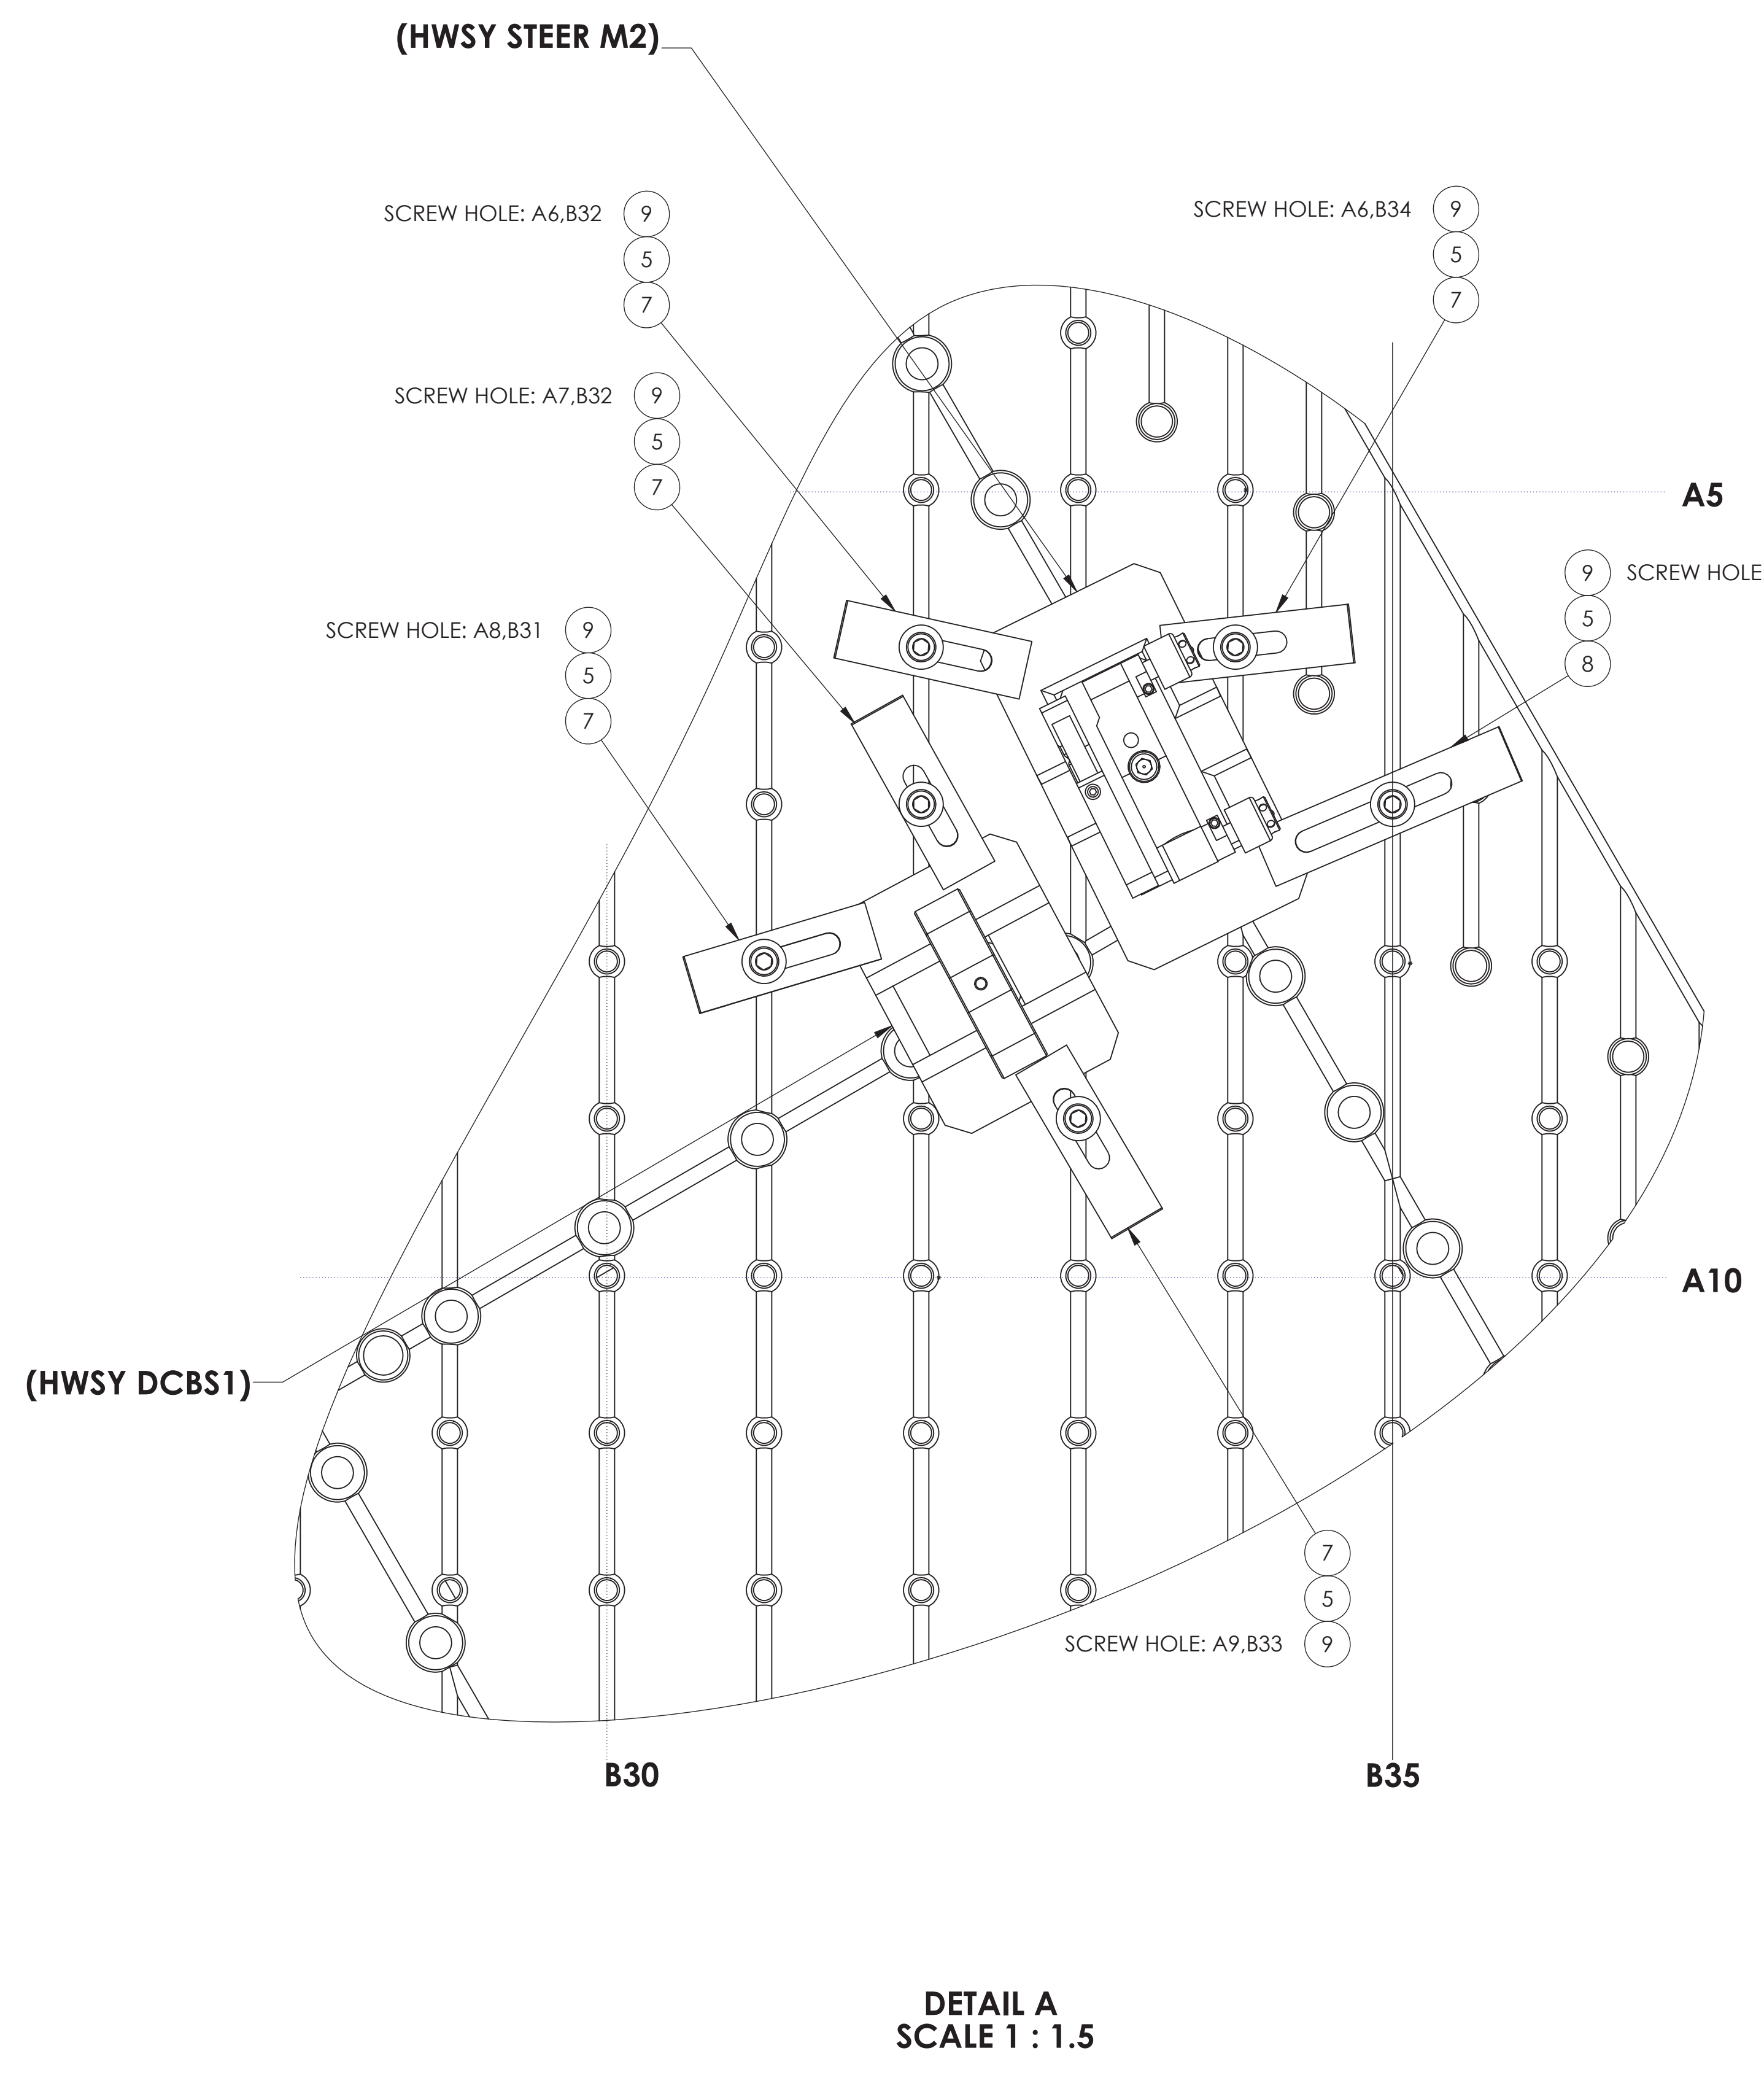 (HWSY STEER M2)
SCREW HOLE: A6,B32
9
5
7
SCREW HOLE: A6,B34
9
5
7
SCREW HOLE: A7,B32
9
5
7
A5
9
SCREW HOLE
5
8
SCREW HOLE: A8,B31
9
5
7
A10
(HWSY DCBS1)
7
5
SCREW HOLE: A9,B33
9
B30
B35
DETAIL A
SCALE 1 : 1.5